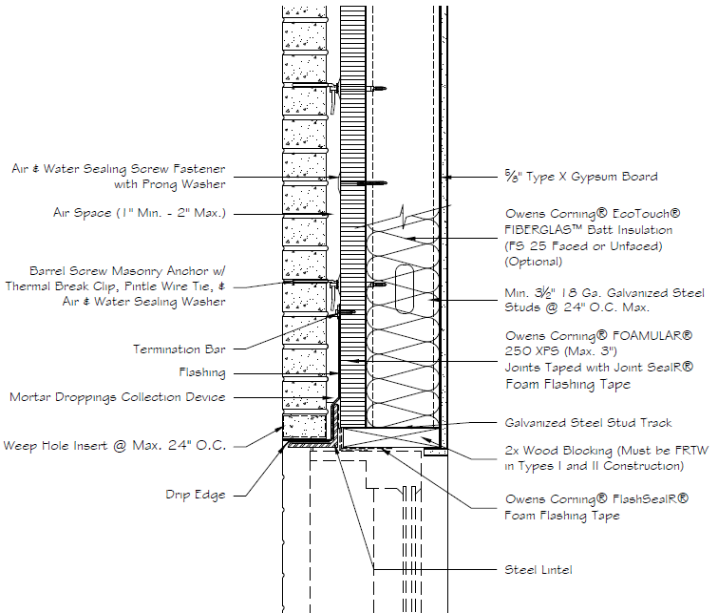 Air & Water Sealing Screw Fastener
with Prong Washer
Air Space (1" Min. - 2" Max.)
Barrel Screw Masonry Anchor w/
Thermal Break Clip, Pintle Wire Tie, &
Air & Water Sealing Washer
Termination Bar
Flashing
Mortar Droppings Collection Device
Weep Hole Insert @ Max. 24" O.C.
Drip Edge
5/8" Type X Gypsum Board
Owens Corning® EcoTouch®
FIBERGLAS™ Batt Insulation
(FS 25 Faced or Unfaced)
(Optional)
Min. 3½" 18 Ga. Galvanized Steel
Studs @ 24" O.C. Max.
Owens Corning® FOAMULAR®
250 XPS (Max. 3")
Joints Taped with Joint SealR®
Foam Flashing Tape
Galvanized Steel Stud Track
2x Wood Blocking (Must be FRTW
in Types I and II Construction)
Owens Corning® FlashSealR®
Foam Flashing Tape
Steel Lintel